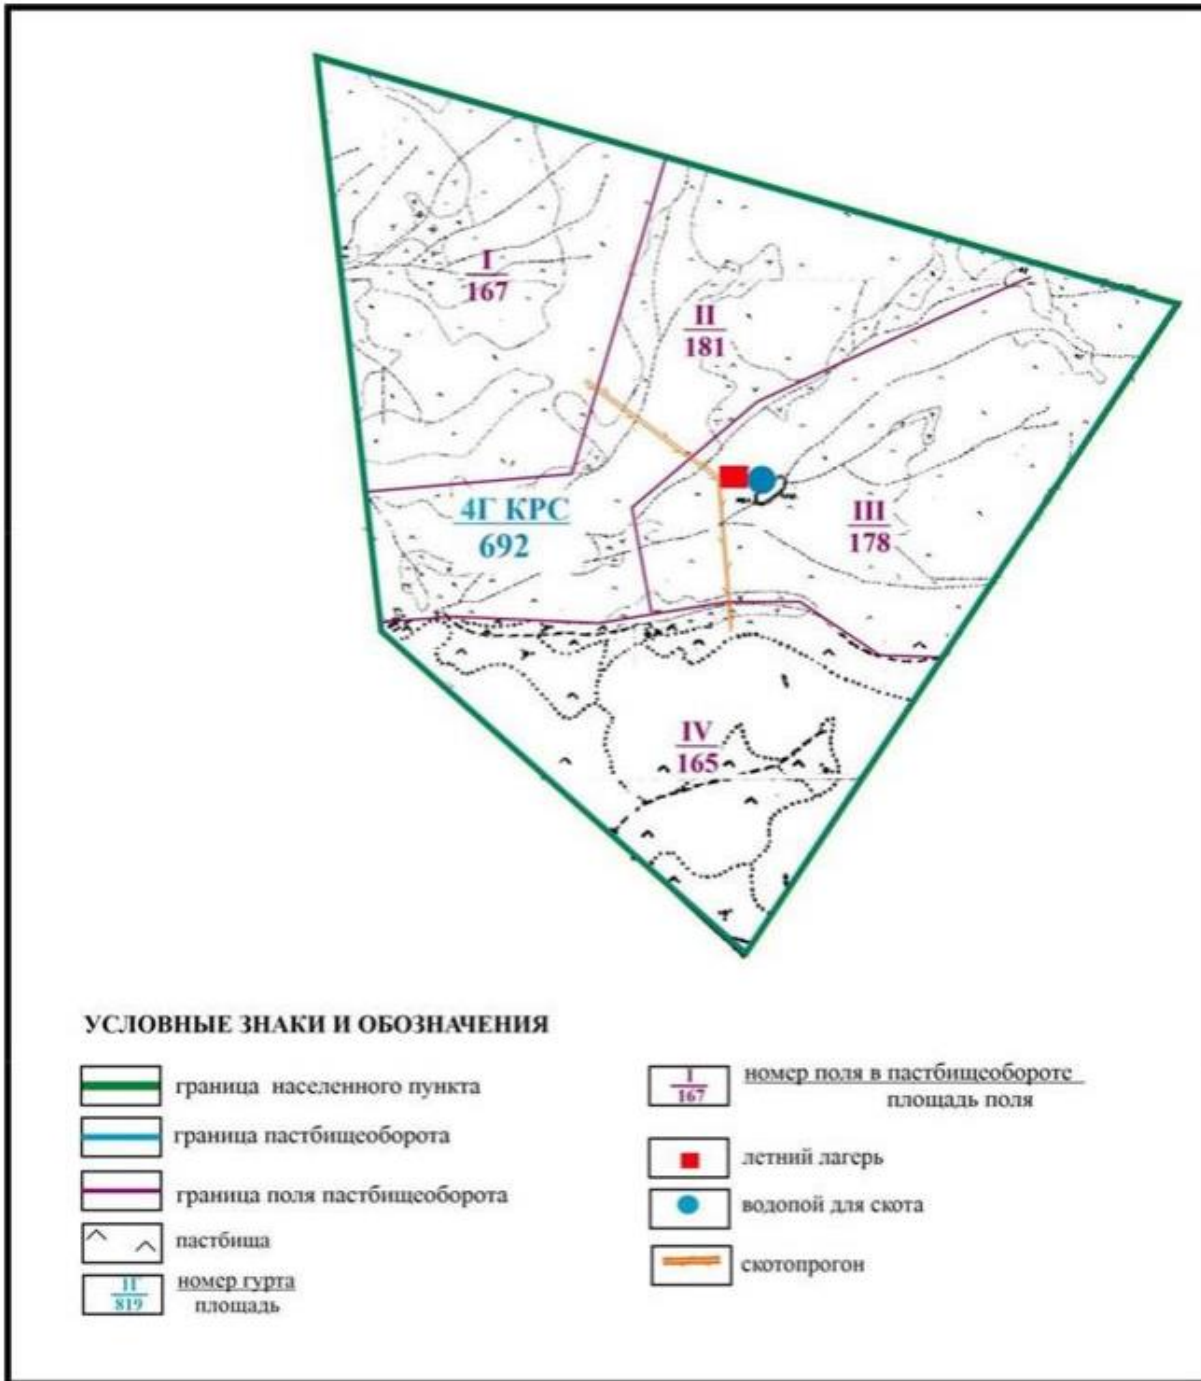 I
167
II
181
4Г КРС
692
III
178
IV
165
УСЛОВНЫЕ ЗНАКИ И ОБОЗНАЧЕНИЯ
граница населенного пункта
граница пастбищеоборота
граница поля пастбищеоборота
пастбища
1Г
819
номер гурта
площадь
I
167
номер поля в пастбищеобороте
площадь поля
летний лагерь
водопой для скота
скотопрогон